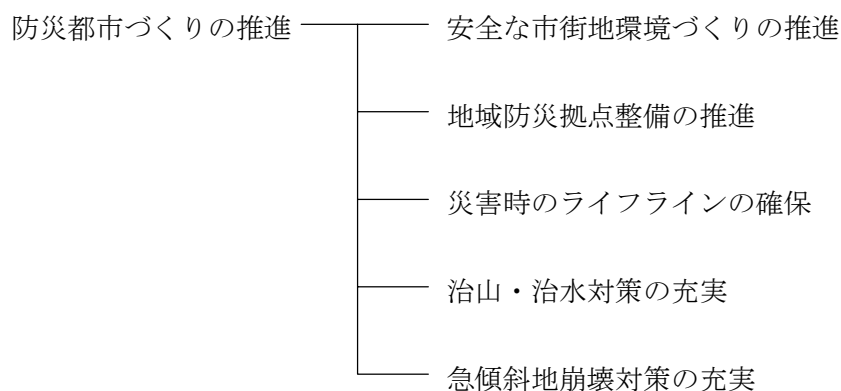 防災都市づくりの推進
安全な市街地環境づくりの推進
地域防災拠点整備の推進
災害時のライフラインの確保
治山・治水対策の充実
急傾斜地崩壊対策の充実